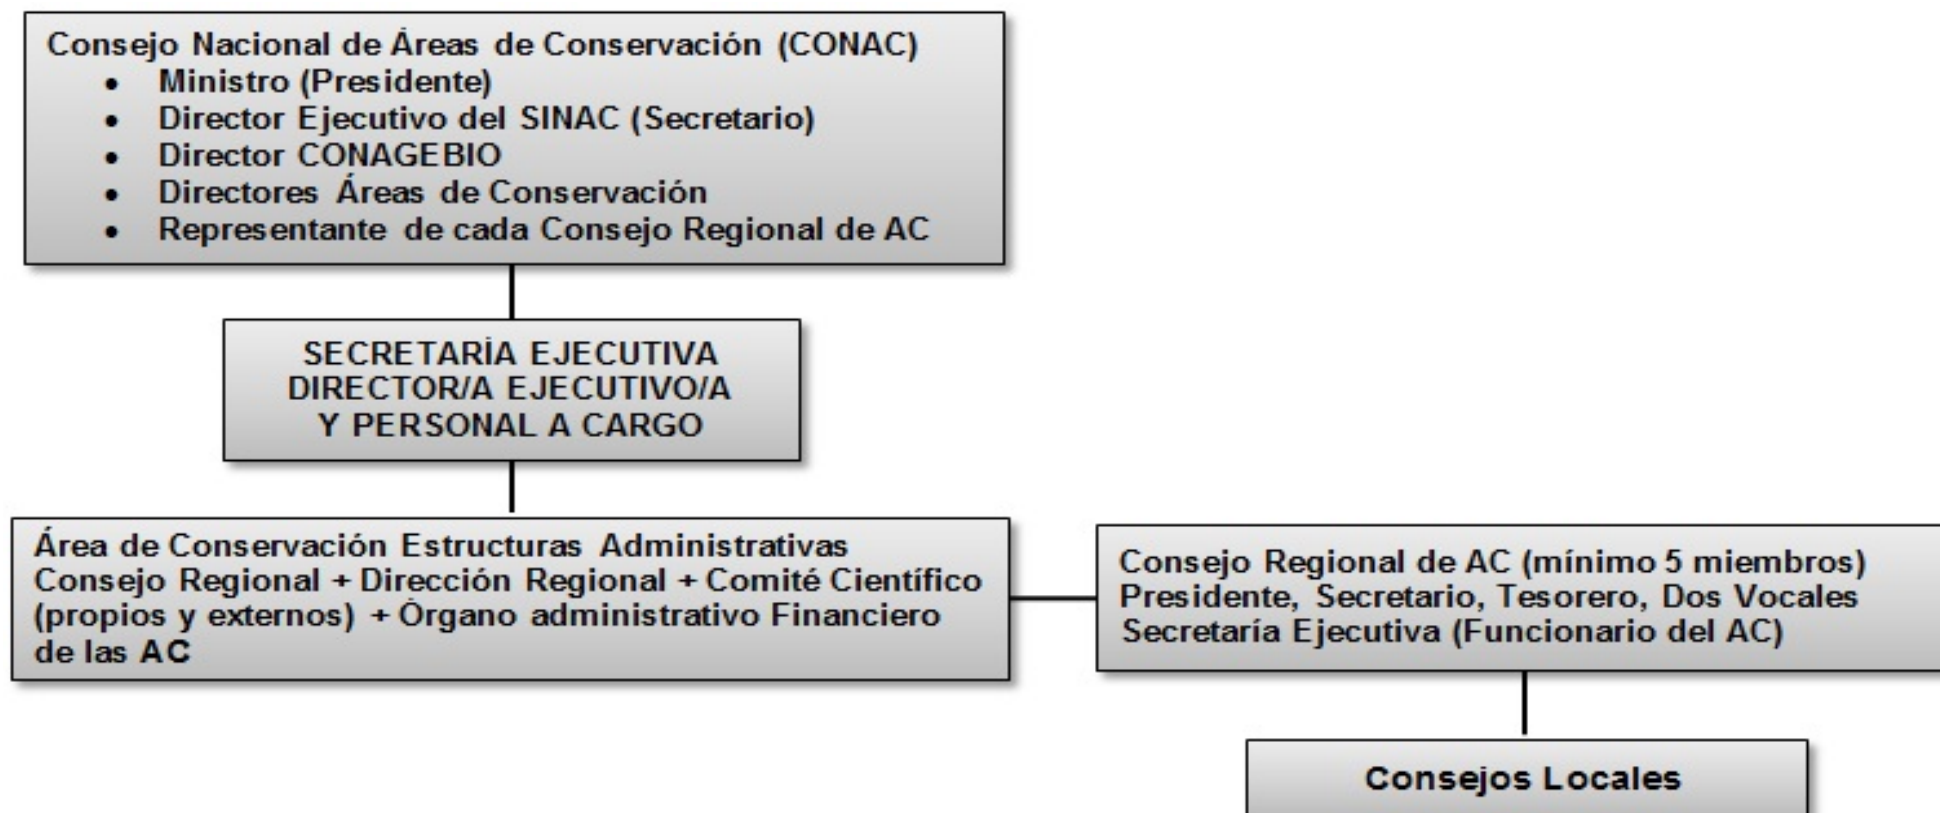 Consejo Nacional de Áreas de Conservación (CONAC)
• Ministro (Presidente)
• Director Ejecutivo del SINAC (Secretario)
• Director CONAGEBIO
• Directores Áreas de Conservación
• Representante de cada Consejo Regional de AC
SECRETARÍA EJECUTIVA
DIRECTOR/A EJECUTIVO/A
Y PERSONAL A CARGO
Área de Conservación Estructuras Administrativas
Consejo Regional + Dirección Regional + Comité Científico
(propios y externos) + Órgano administrativo Financiero
de las AC
Consejo Regional de AC (mínimo 5 miembros)
Presidente, Secretario, Tesorero, Dos Vocales
Secretaría Ejecutiva (Funcionario del AC)
Consejos Locales